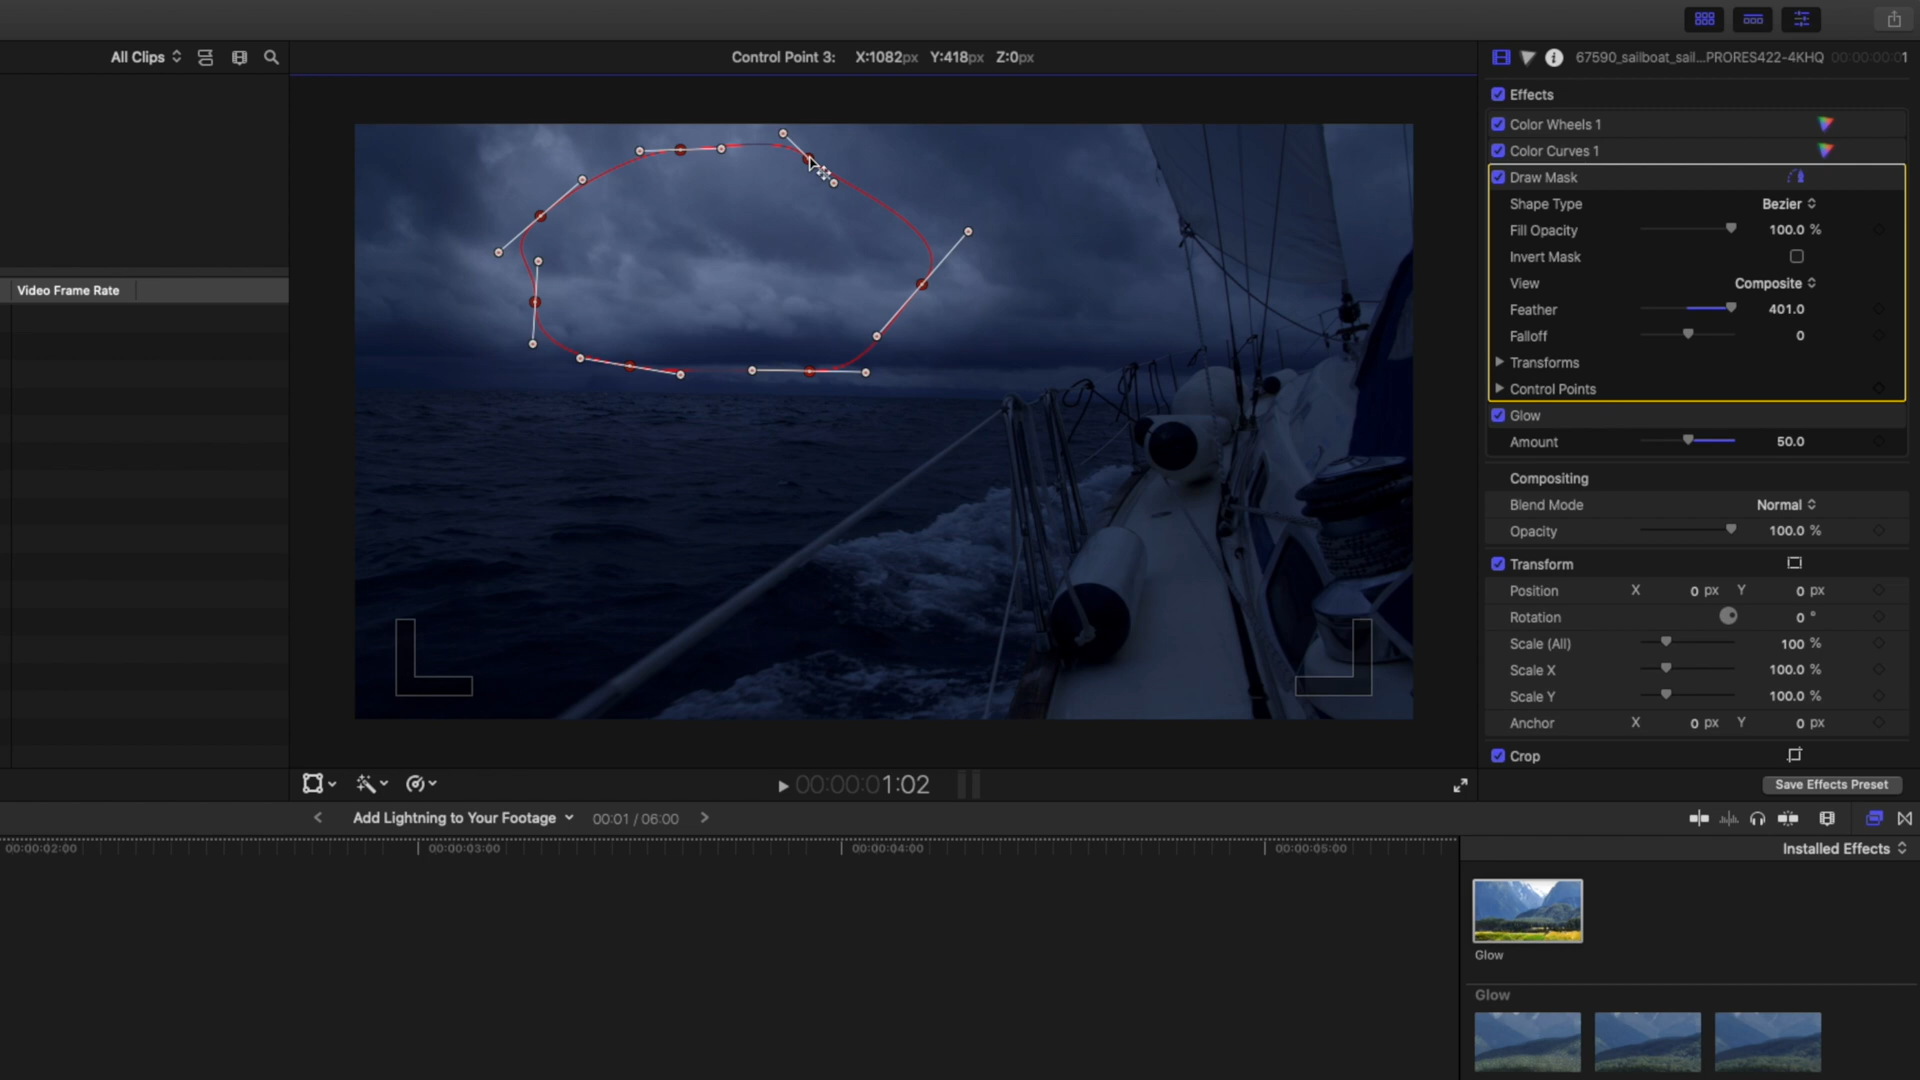 All Clips
Control Point 3: X:1082px Y:418px Z:0px
67590_sailboat_sail...PRORES422-4KHQ 00:00:00:01
Effects
Color Wheels 1
Color Curves 1
Draw Mask
Shape Type Bezier
Fill Opacity 100.0 %
Invert Mask
View Composite
Feather 401.0
Falloff 0
Transforms
Control Points
Glow
Amount 50.0
Compositing
Blend Mode Normal
Opacity 100.0 %
Transform
Position X 0 px Y 0 px
Rotation 0 °
Scale (All) 100 %
Scale X 100.0 %
Scale Y 100.0 %
Anchor X 0 px Y 0 px
Crop
Save Effects Preset
Video Frame Rate
00:00:01:02
Add Lightning to Your Footage 00:01 / 06:00
00:00:02:00 00:00:03:00 00:00:04:00 00:00:05:00
Installed Effects
Glow
Glow